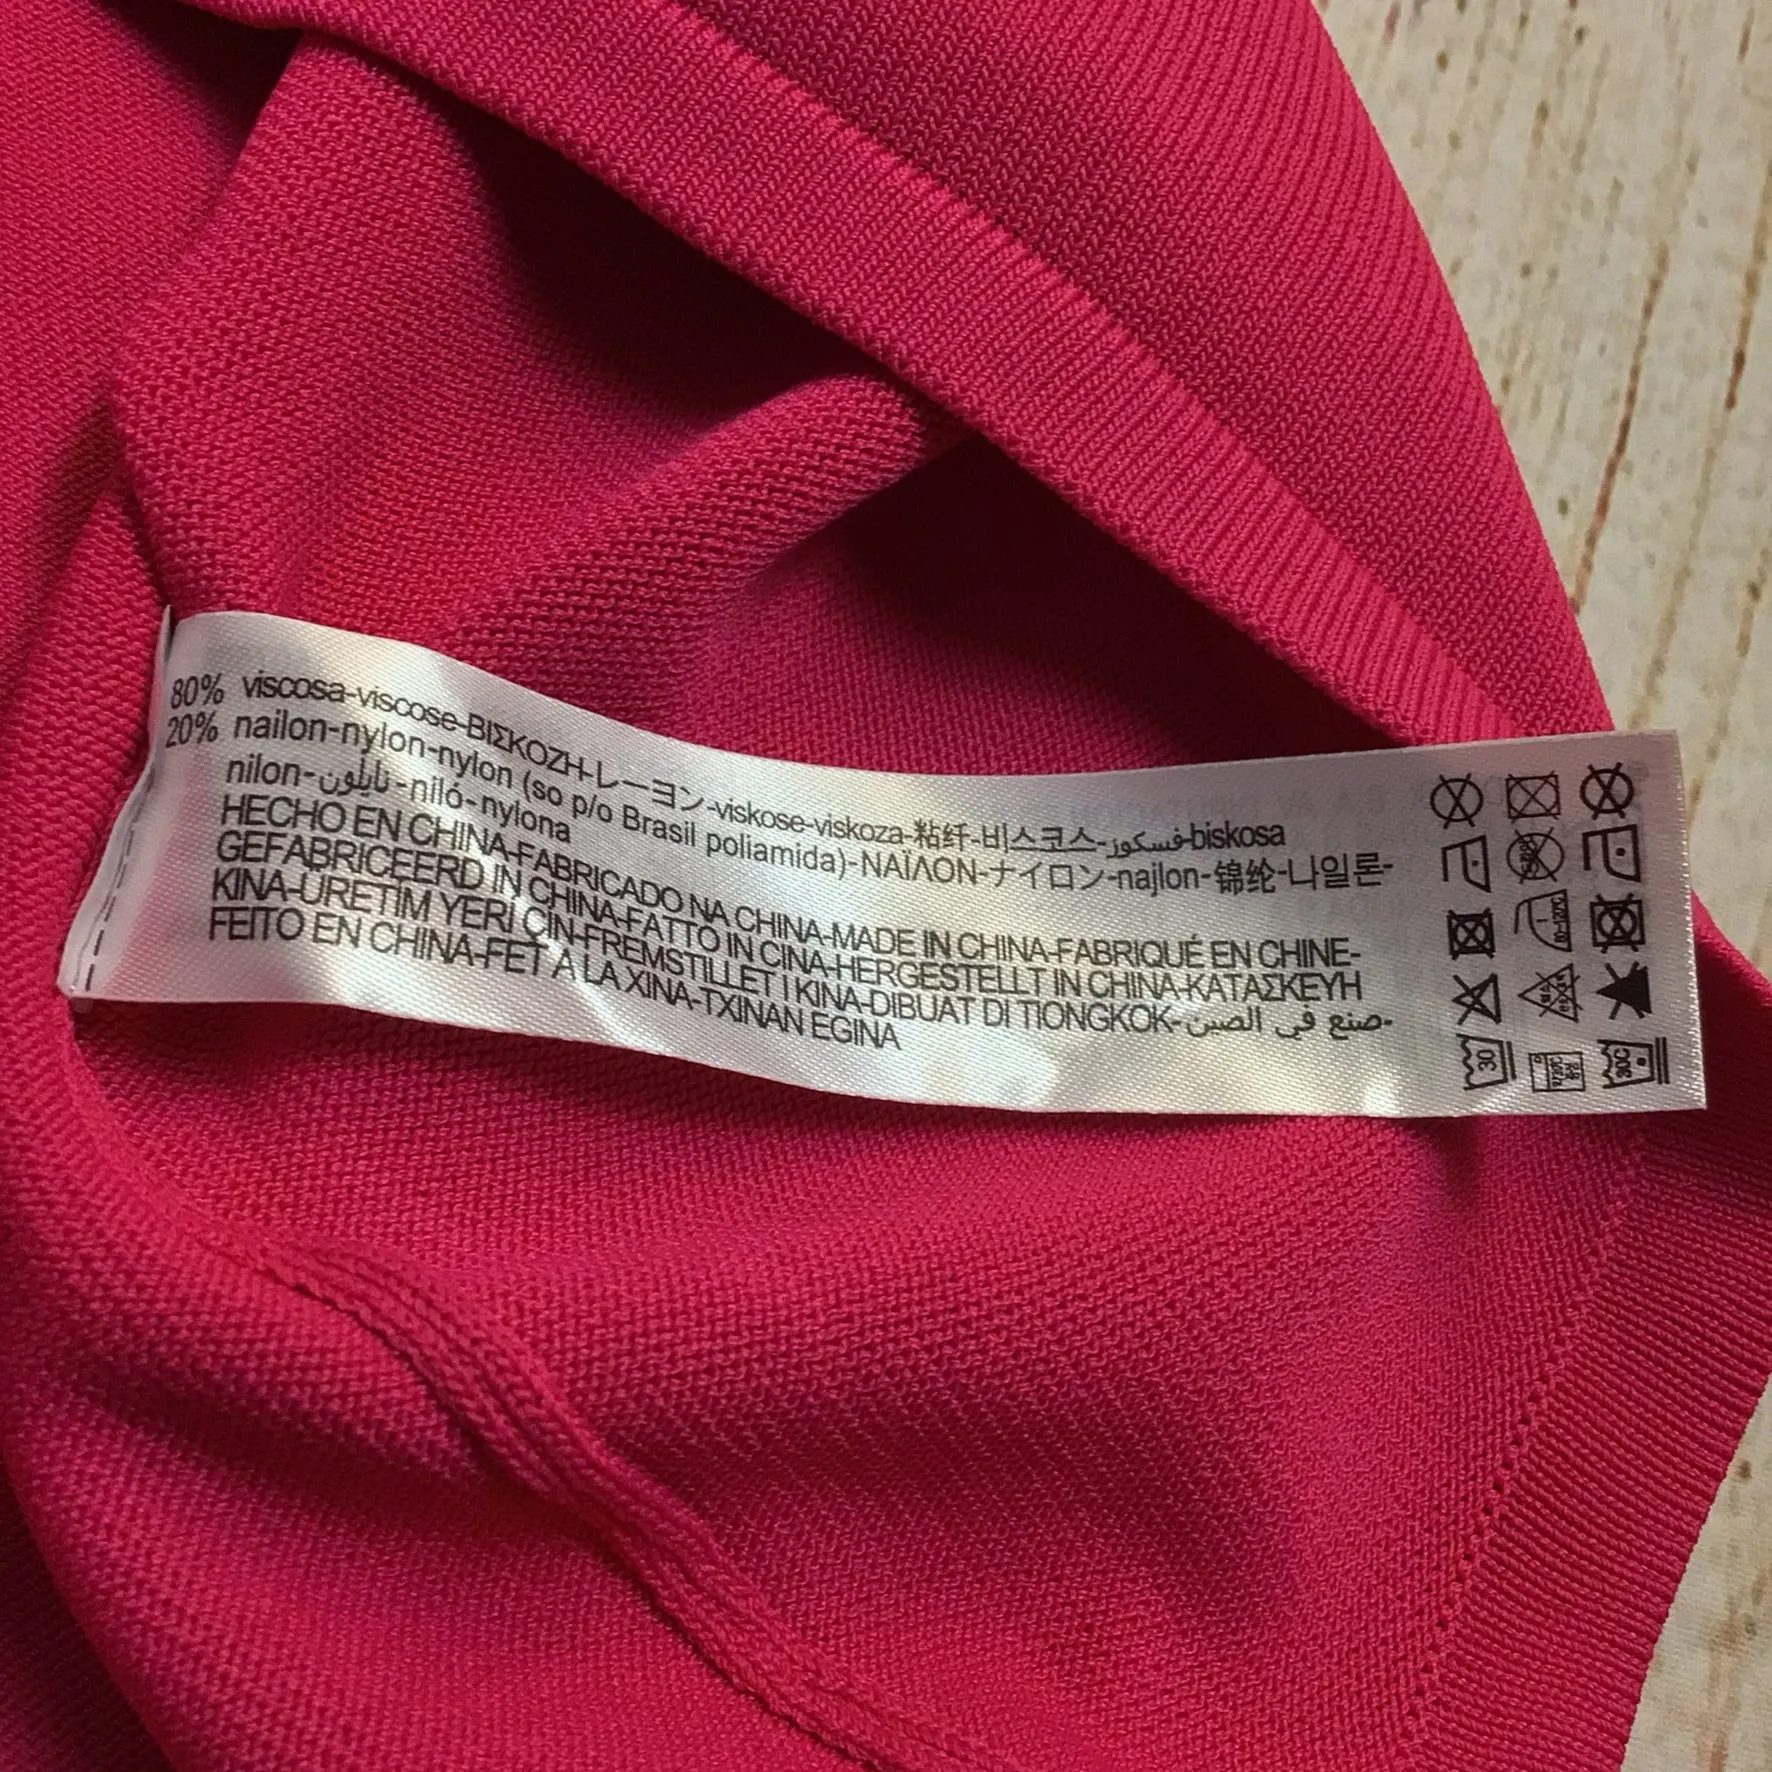 80% viscosa-viscose-ΒΙΣΚΟΖΗ-レーヨン-viskose-viskoza-粘纤-비스코스-فسكوز-biskosa
20% nailon-nylon-nylon (so p/o Brasil poliamida)-ΝΑΪΛΟΝ-ナイロン-najlon-锦纶-나일론-
nilon-نايلون-niló-nylona
HECHO EN CHINA-FABRICADO NA CHINA-MADE IN CHINA-FABRIQUÉ EN CHINE-
GEFABRICEERD IN CHINA-FATTO IN CINA-HERGESTELLT IN CHINA-ΚΑΤΑΣΚΕΥΗ
KINA-ÜRETİM YERİ ÇİN-FREMSTILLET I KINA-DIBUAT DI TIONGKOK-صنع في الصين-
FEITO EN CHINA-FET A LA XINA-TXINAN EGINA
30
30C